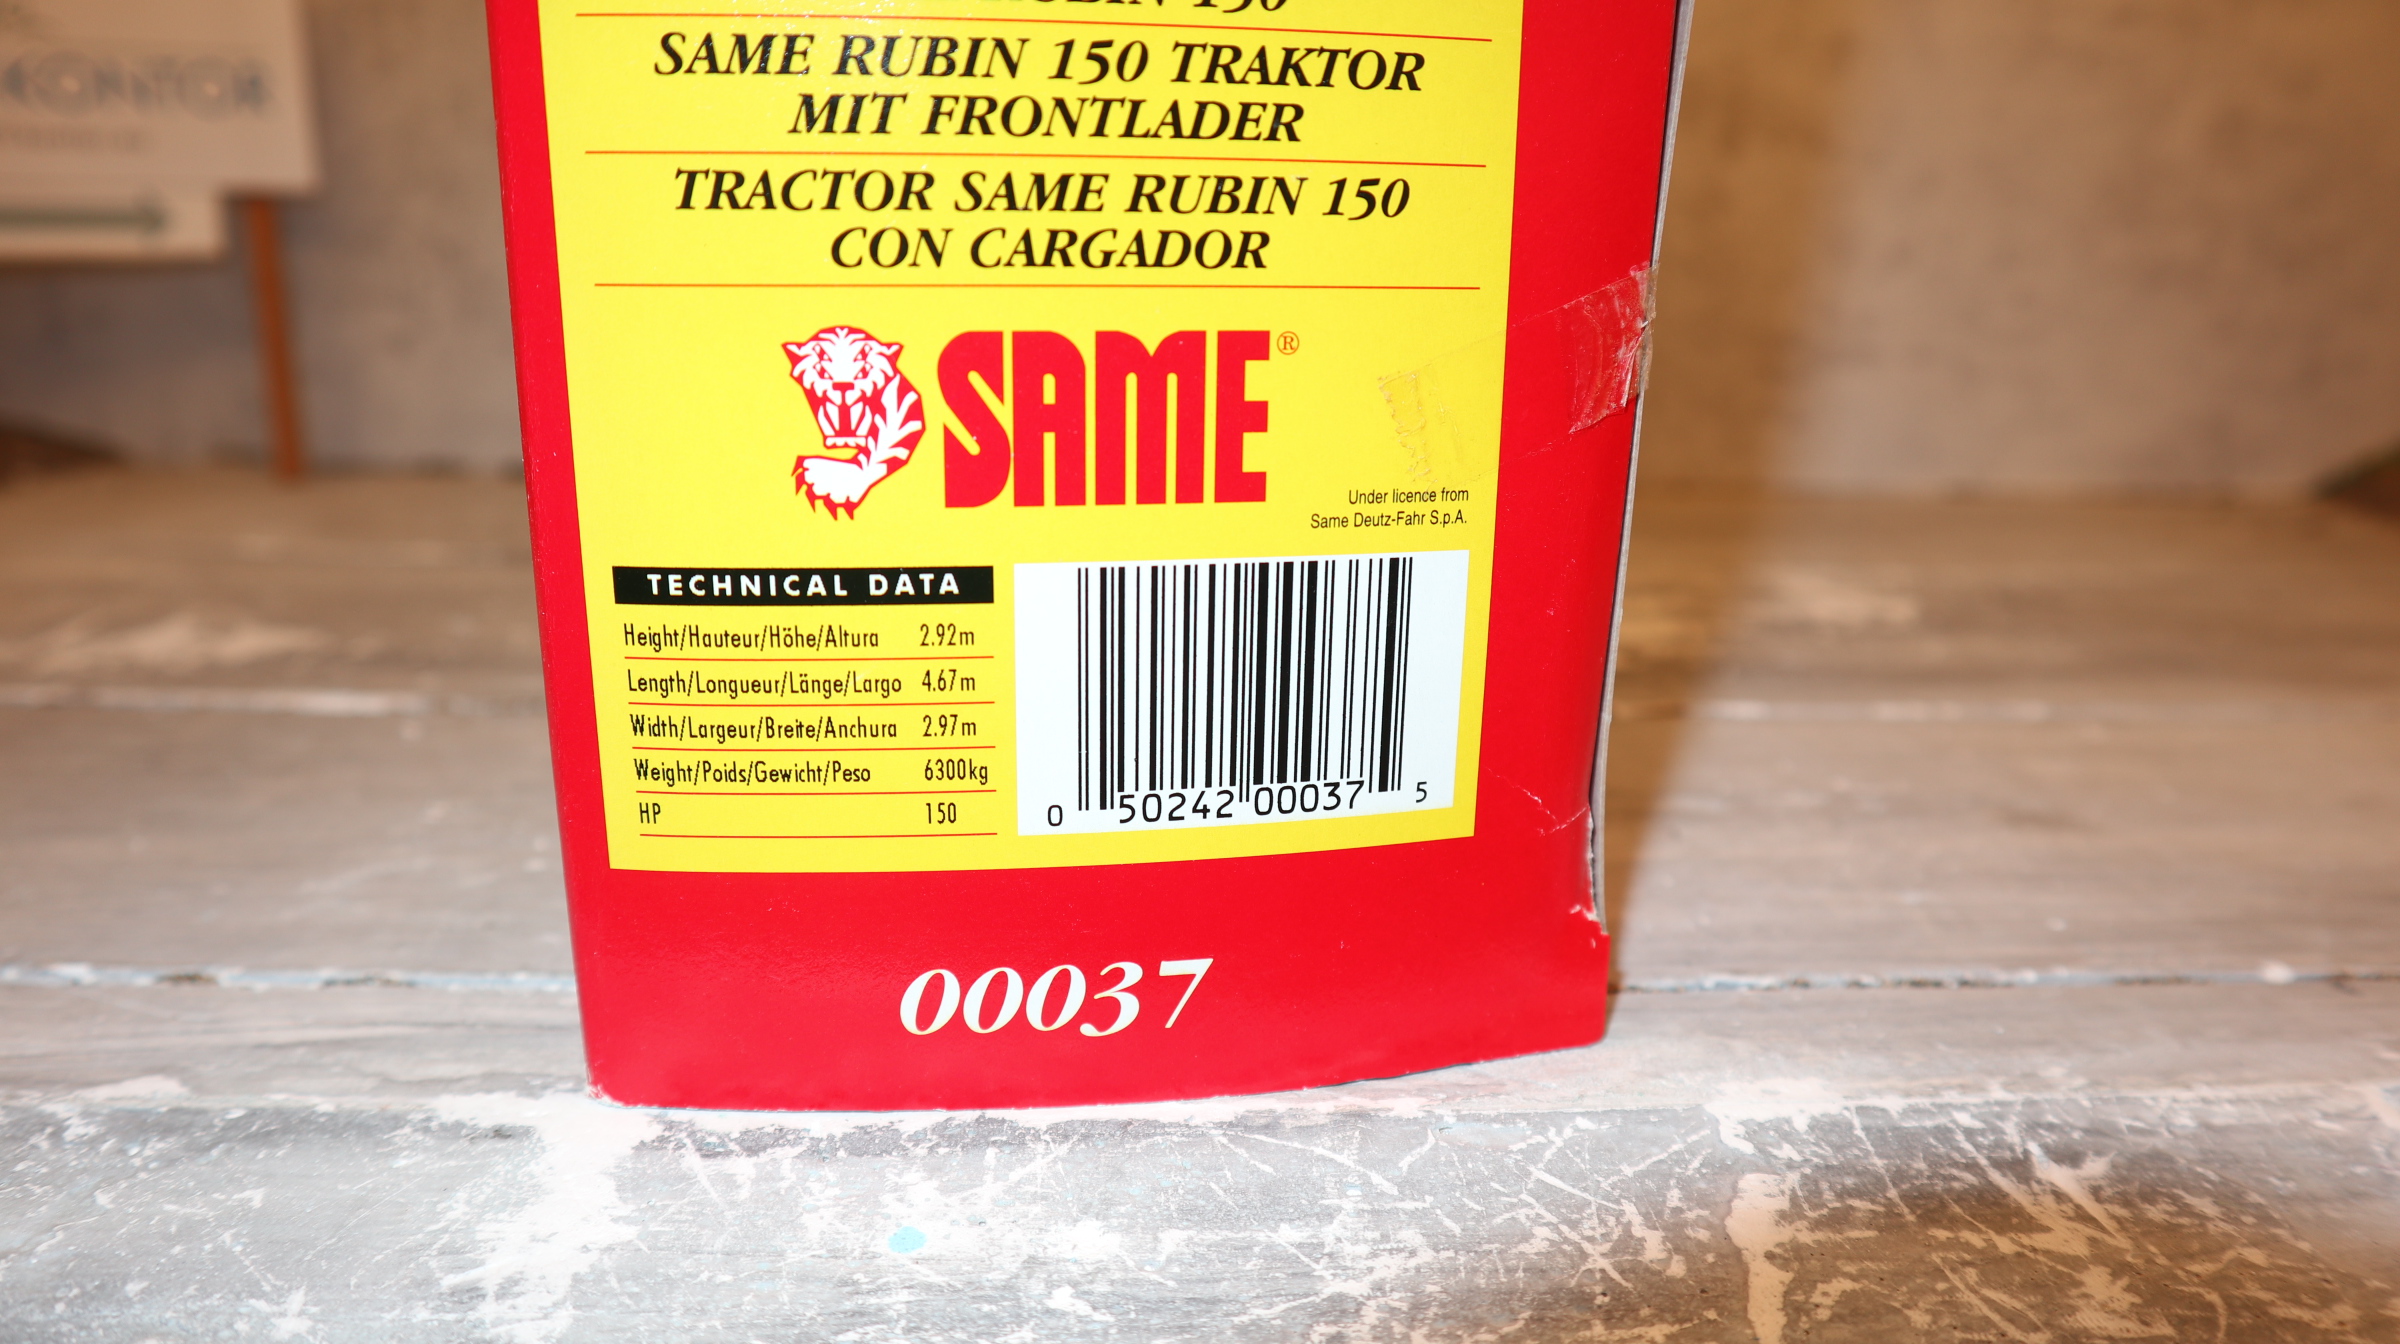 RUBIN 150
SAME RUBIN 150 TRAKTOR
MIT FRONTLADER
TRACTOR SAME RUBIN 150
CON CARGADOR
SAME®
Under licence from
Same Deutz-Fahr S.p.A.
TECHNICAL DATA
Height/Hauteur/Höhe/Altura 2.92m
Length/Longueur/Länge/Largo 4.67m
Width/Largeur/Breite/Anchura 2.97m
Weight/Poids/Gewicht/Peso 6300kg
HP 150
0 50242 00037 5
00037